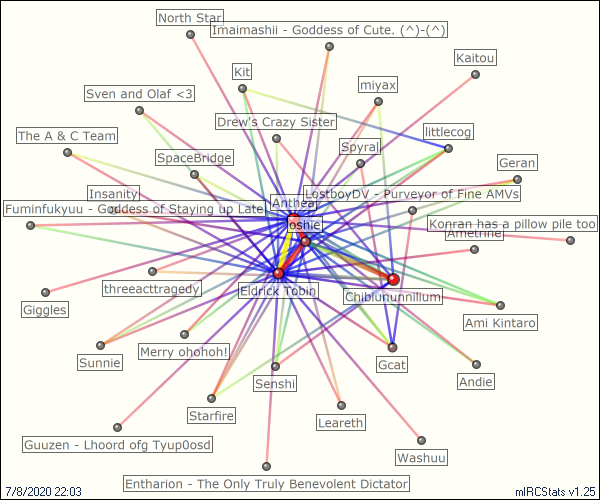 North Star
Imaimashii - Goddess of Cute. (^)-(^)
Kaitou
Kit
miyax
Sven and Olaf <3
Drew's Crazy Sister
littlecog
The A & C Team
SpaceBridge
Spyral
Geran
Insanity
Anthea
LostboyDV - Purveyor of Fine AMVs
Fuminfukyuu - Goddess of Staying up Late
oshie
Konran has a pillow pile too
Ametrine
threeacttragedy
Eldrick Tobin
Chibiununnilium
Giggles
Ami Kintaro
Sunnie
Merry ohohoh!
Gcat
Andie
Senshi
Starfire
Leareth
Guuzen - Lhoord ofg Tyup0osd
Washuu
Entharion - The Only Truly Benevolent Dictator
7/8/2020 22:03
mIRCStats v1.25